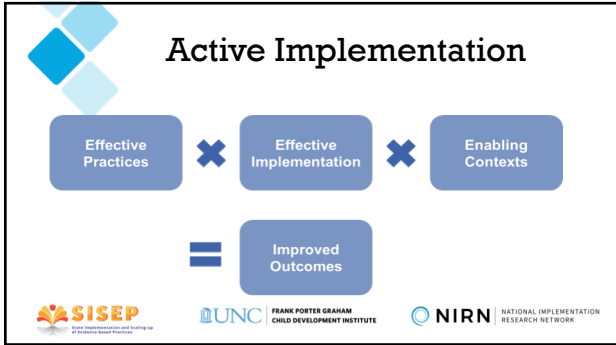 Active Implementation
Effective
Practices
Effective
Implementation
Enabling
Contexts
Improved
Outcomes
SISEP
State Implementation and Scaling-up
of Evidence-based Practices
UNC
FRANK PORTER GRAHAM
CHILD DEVELOPMENT INSTITUTE
NIRN
NATIONAL IMPLEMENTATION
RESEARCH NETWORK